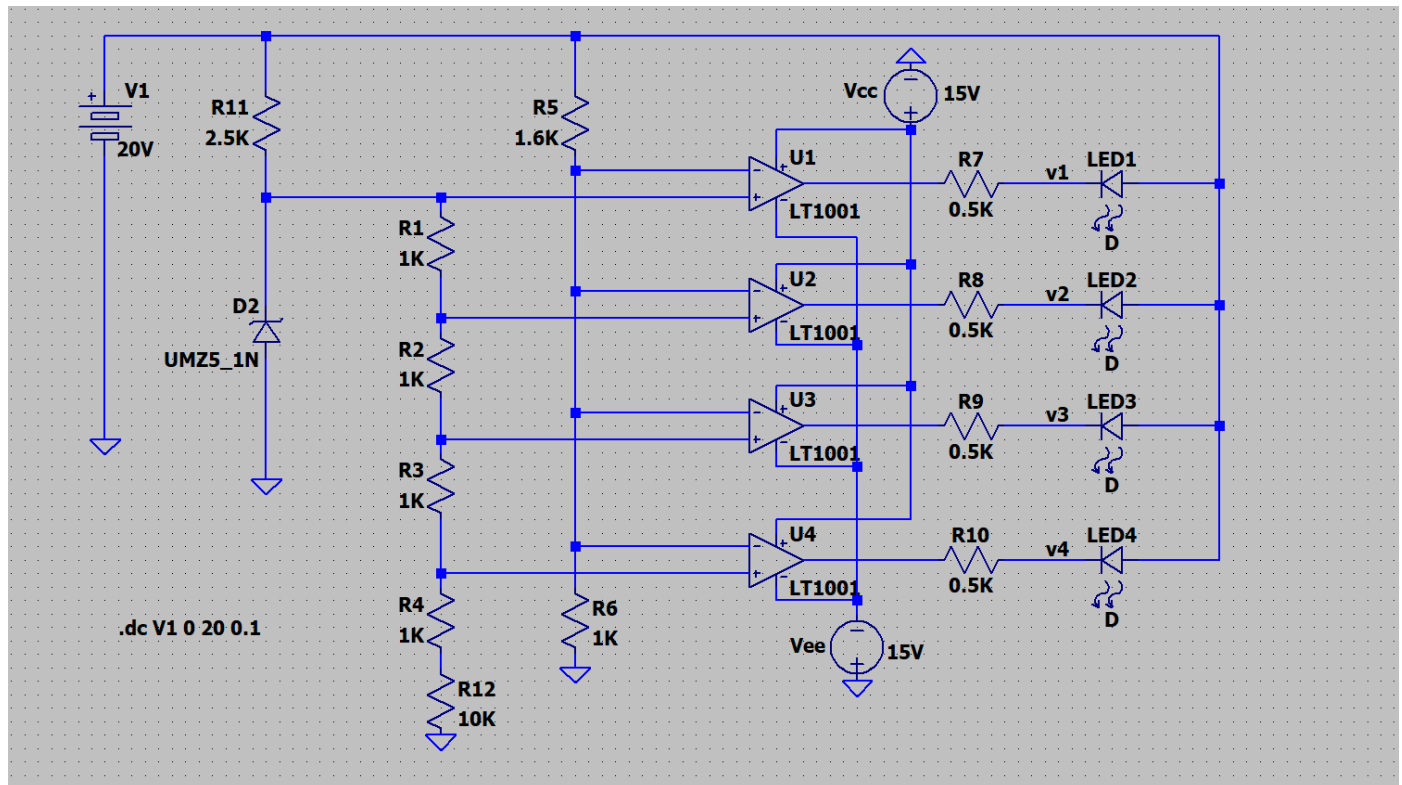 V1
20V
R11
2.5K
R5
1.6K
Vcc
15V
U1
LT1001
R7
0.5K
v1
LED1
D
R1
1K
U2
LT1001
R8
0.5K
v2
LED2
D
D2
UMZ5_1N
R2
1K
U3
LT1001
R9
0.5K
v3
LED3
D
R3
1K
U4
LT1001
R10
0.5K
v4
LED4
D
R4
1K
R6
1K
.dc V1 0 20 0.1
Vee
15V
R12
10K